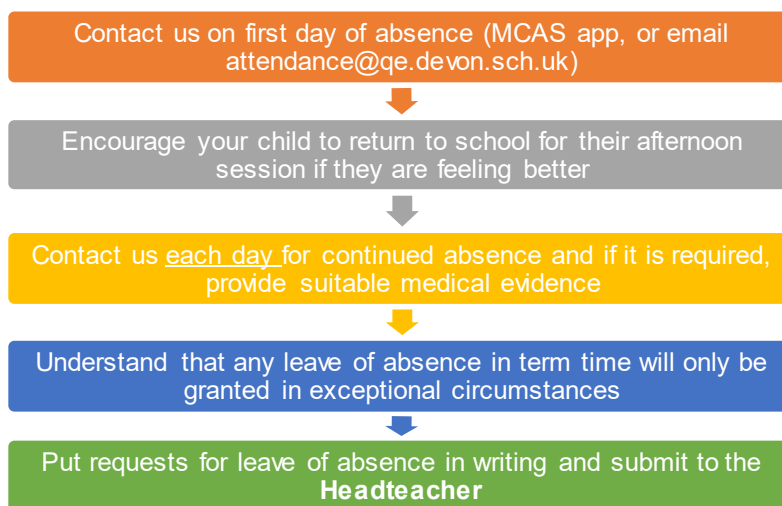 Contact us on first day of absence (MCAS app, or email
attendance@qe.devon.sch.uk)
Encourage your child to return to school for their afternoon
session if they are feeling better
Contact us each day for continued absence and if it is required,
provide suitable medical evidence
Understand that any leave of absence in term time will only be
granted in exceptional circumstances
Put requests for leave of absence in writing and submit to the
Headteacher